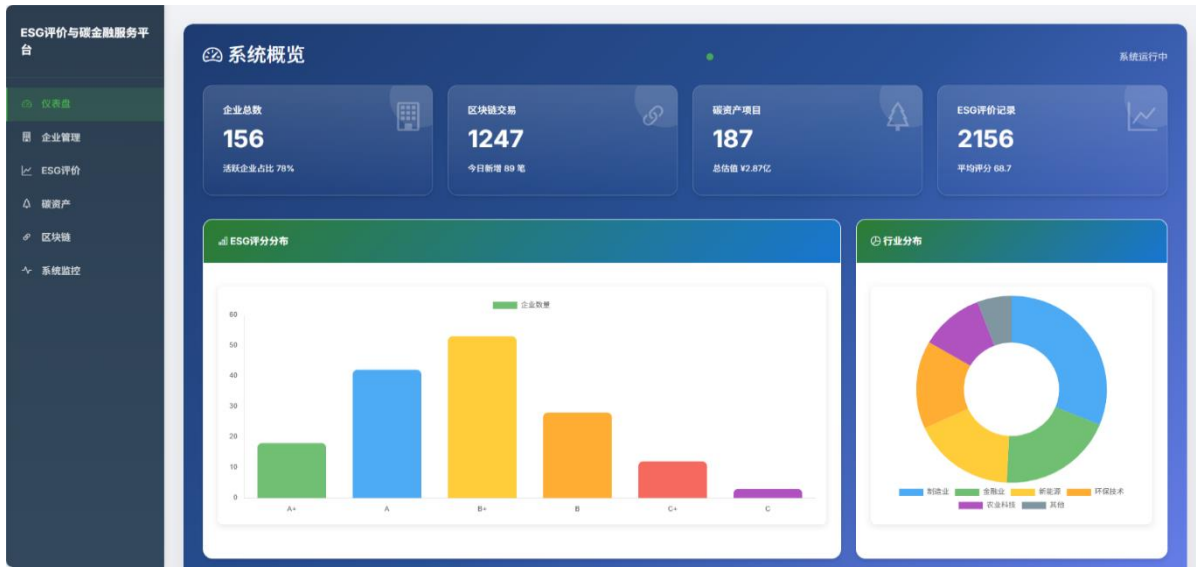 ESG评价与碳金融服务平
台
仪表盘
企业管理
ESG评价
碳资产
区块链
系统监控
系统概览
系统运行中
企业总数
156
活跃企业占比 78%
区块链交易
1247
今日新增 89 笔
碳资产项目
187
总估值 ¥2.87亿
ESG评价记录
2156
平均评分 68.7
ESG评分分布
企业数量
60
50
40
30
20
10
0
A+ A B+ B C+ C
行业分布
制造业 金融业 新能源 环保技术
农业科技 其他